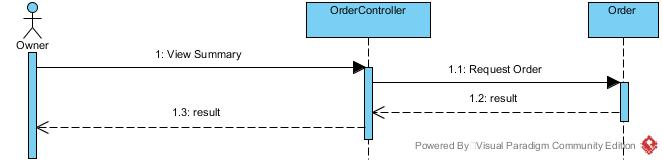 OrderController
Order
Owner
1: View Summary
1.1: Request Order
1.2: result
1.3: result
Powered By Visual Paradigm Community Edition